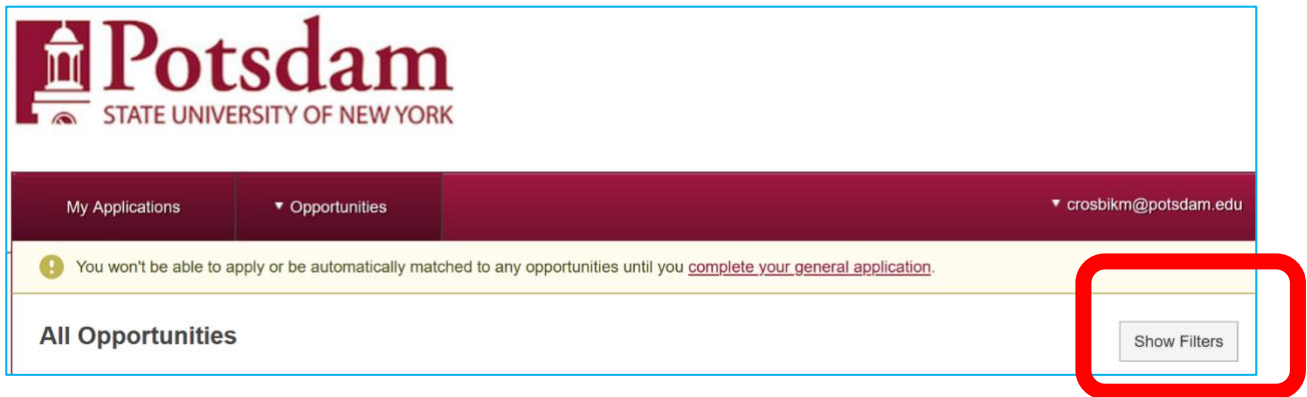 Potsdam
STATE UNIVERSITY OF NEW YORK
My Applications
▼ Opportunities
▼ crosbikm@potsdam.edu
! You won't be able to apply or be automatically matched to any opportunities until you complete your general application.
All Opportunities
Show Filters